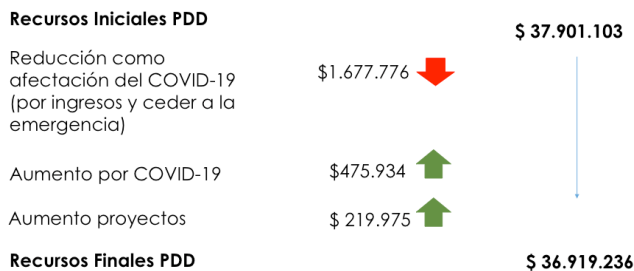 Recursos Iniciales PDD
$ 37.901.103
Reducción como
afectación del COVID-19
(por ingresos y ceder a la
emergencia)
$1.677.776
Aumento por COVID-19
$475.934
Aumento proyectos
$ 219.975
Recursos Finales PDD
$ 36.919.236